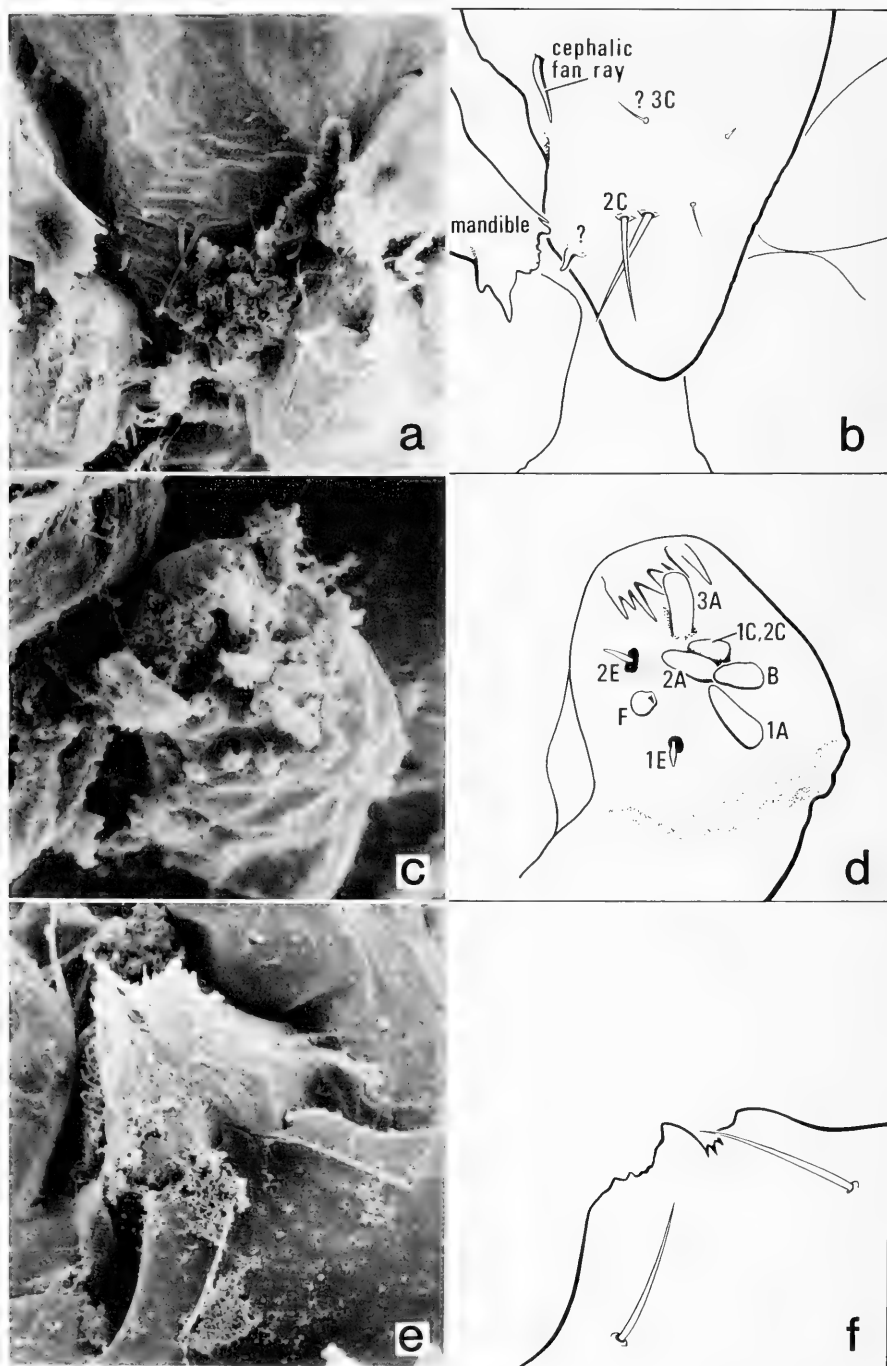 cephalic
fan ray
? 3C
2C
mandible
?
a
b
3A
1C,2C
2E
2A
B
F
1A
1E
c
d
e
f